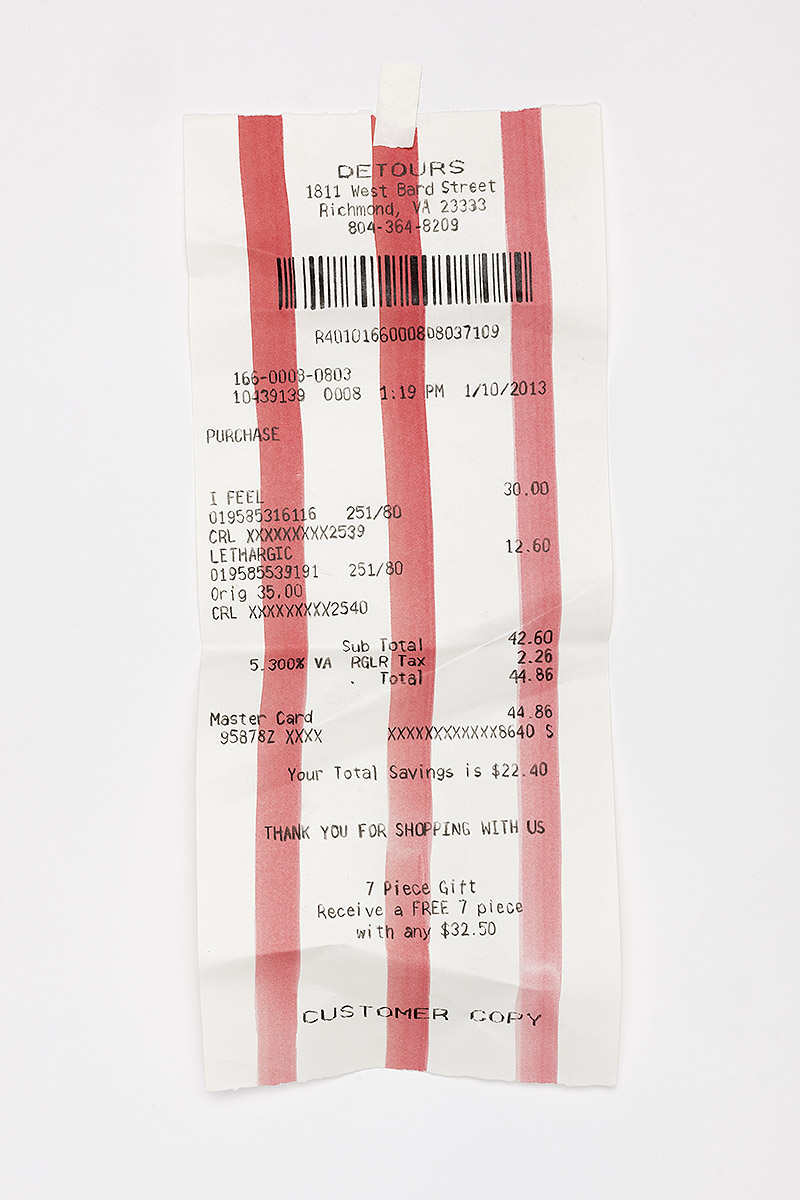 DETOURS
1811 West Bard Street
Richmond, VA 23333
804-364-8209
R4010166000808037109
166-0008-0803
10439139 0008 1:19 PM 1/10/2013
PURCHASE
I FEEL 30.00
019585316116 251/80
CRL XXXXXXXXX2539
LETHARGIC 12.60
019585539191 251/80
Orig 35.00
CRL XXXXXXXXX2540
Sub Total 42.60
5.300% VA RGLR Tax 2.26
. Total 44.86
Master Card 44.86
95878Z XXXX XXXXXXXXXXXX8640 S
Your Total Savings is $22.40
THANK YOU FOR SHOPPING WITH US
7 Piece Gift
Receive a FREE 7 piece
with any $32.50
CUSTOMER COPY